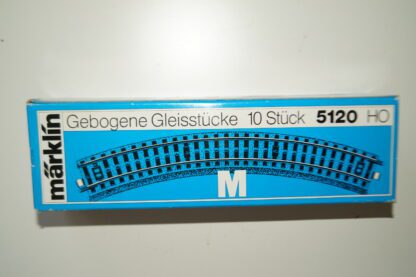 märklin
Gebogene Gleisstücke 10 Stück 5120 HO
M